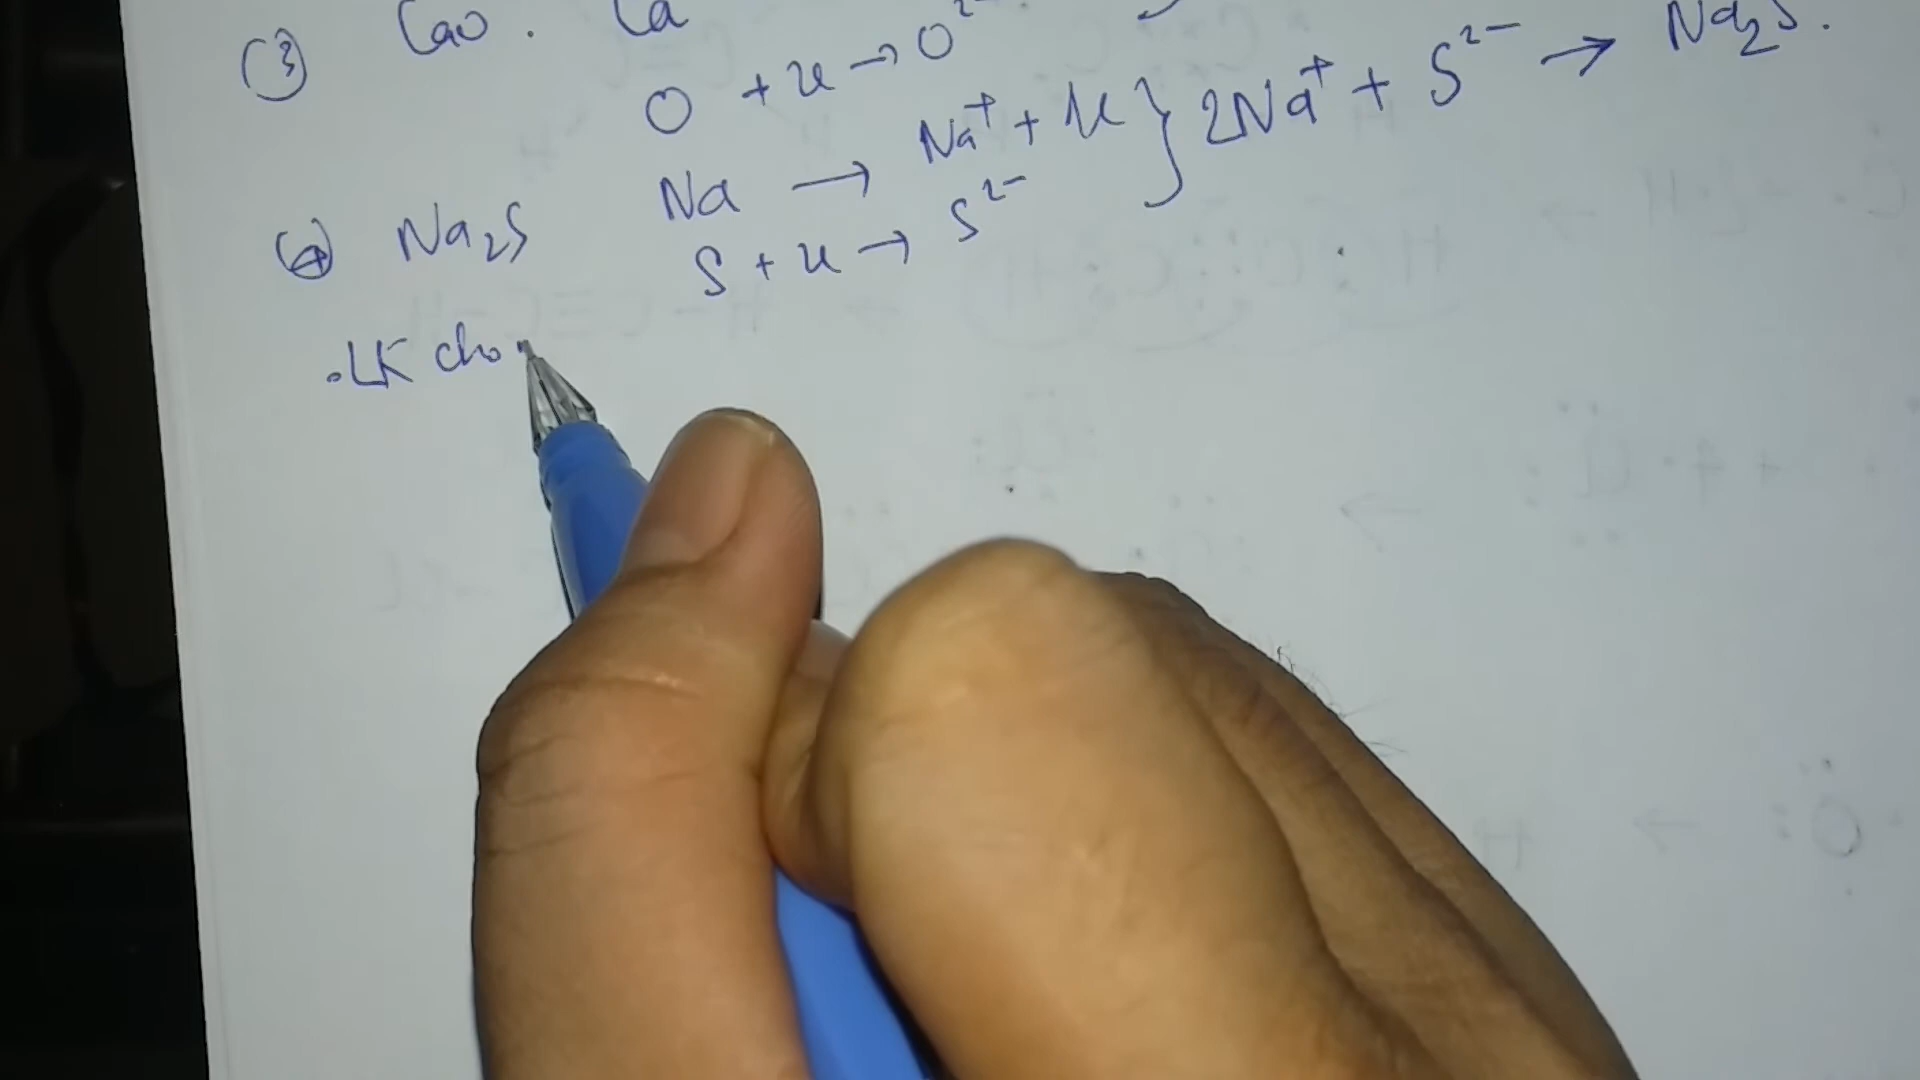 (3) CaO . Ca
O + 2e → O²⁻
(4) Na₂S Na → Na⁺ + 1e } 2Na⁺ + S²⁻ → Na₂S.
S + 2e → S²⁻
.LK cho